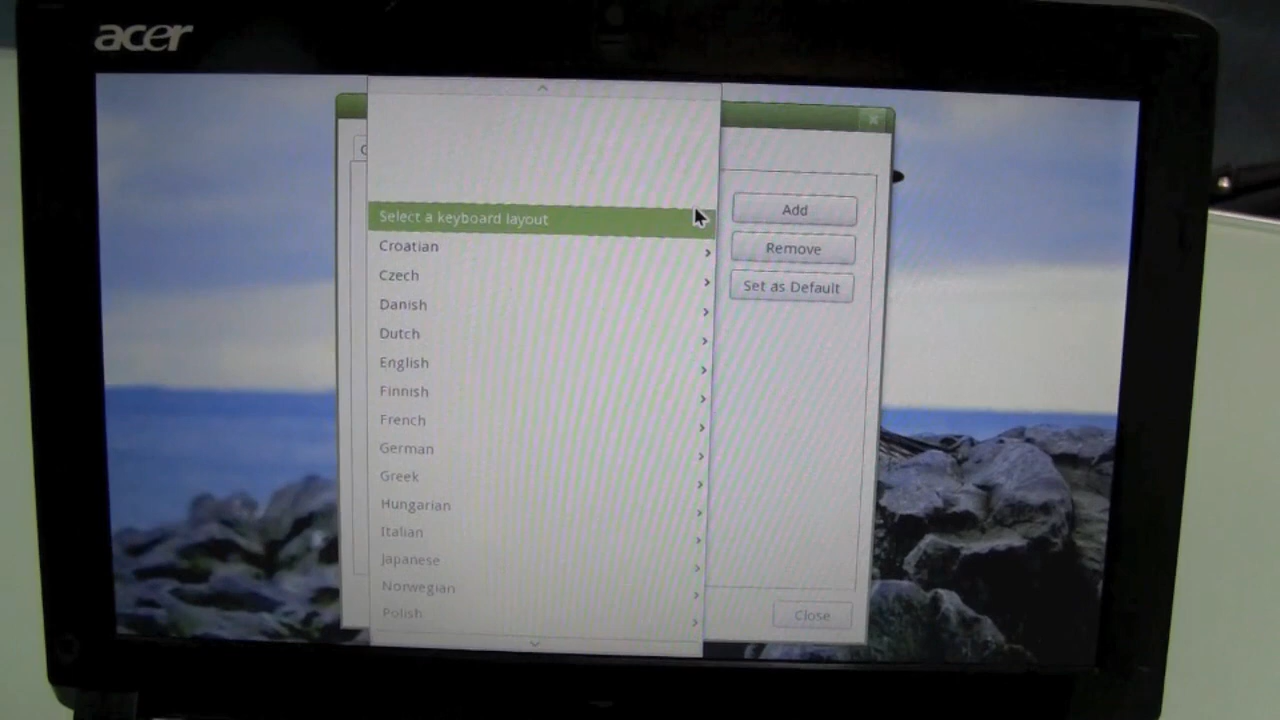 acer
Select a keyboard layout
Croatian
Czech
Danish
Dutch
English
Finnish
French
German
Greek
Hungarian
Italian
Japanese
Norwegian
Polish
Add
Remove
Set as Default
Close